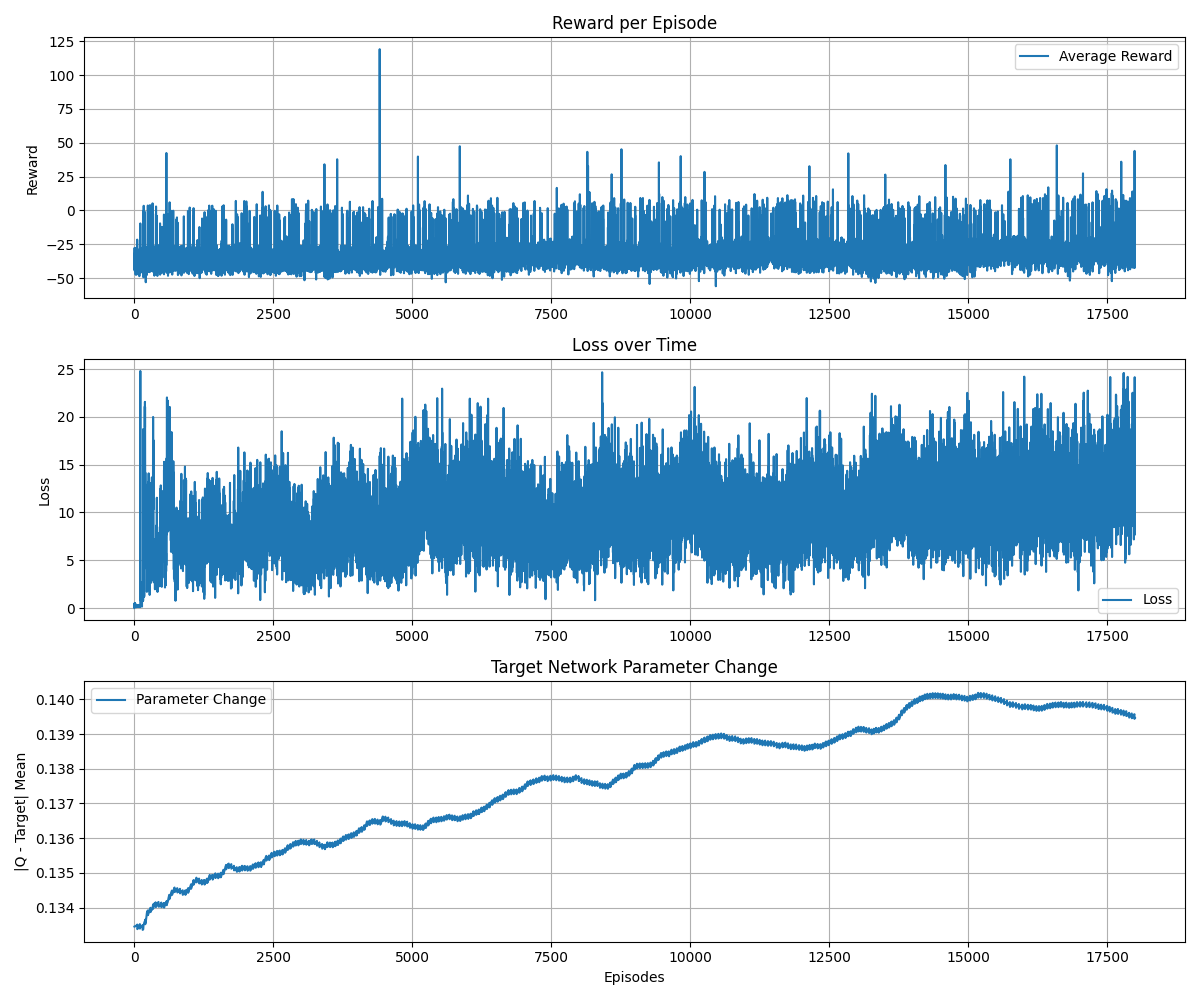 Reward per Episode
Reward
125
100
75
50
25
0
−25
−50
Average Reward
0 2500 5000 7500 10000 12500 15000 17500
Loss over Time
Loss
25
20
15
10
5
0
Loss
0 2500 5000 7500 10000 12500 15000 17500
Target Network Parameter Change
|Q - Target| Mean
0.140
0.139
0.138
0.137
0.136
0.135
0.134
Parameter Change
0 2500 5000 7500 10000 12500 15000 17500
Episodes